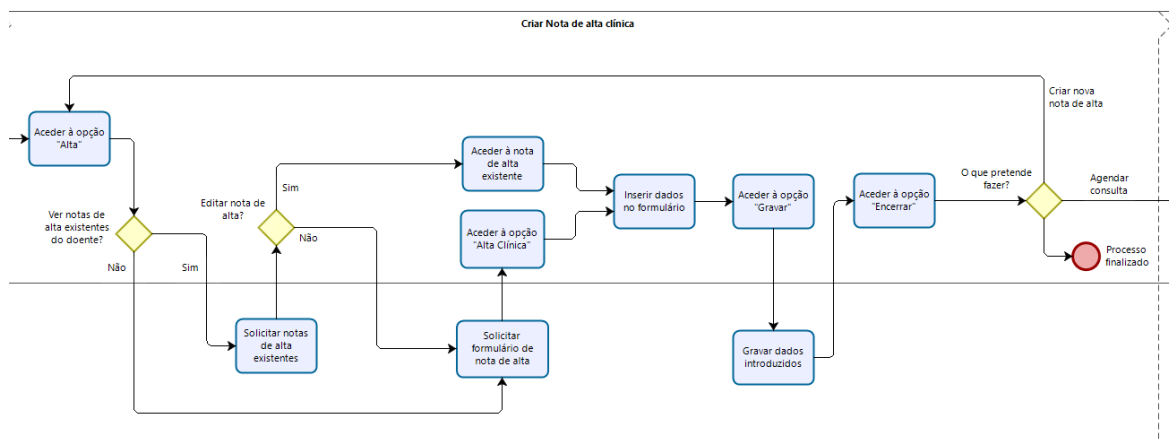 Criar Nota de alta clínica
Aceder à opção
"Alta"
Ver notas de
alta existentes
do doente?
Não
Sim
Solicitar notas
de alta
existentes
Editar nota de
alta?
Sim
Não
Aceder à nota
de alta
existente
Aceder à opção
"Alta Clínica"
Solicitar
formulário de
nota de alta
Inserir dados
no formulário
Aceder à opção
"Gravar"
Gravar dados
introduzidos
Aceder à opção
"Encerrar"
O que pretende
fazer?
Criar nova
nota de alta
Agendar
consulta
Processo
finalizado